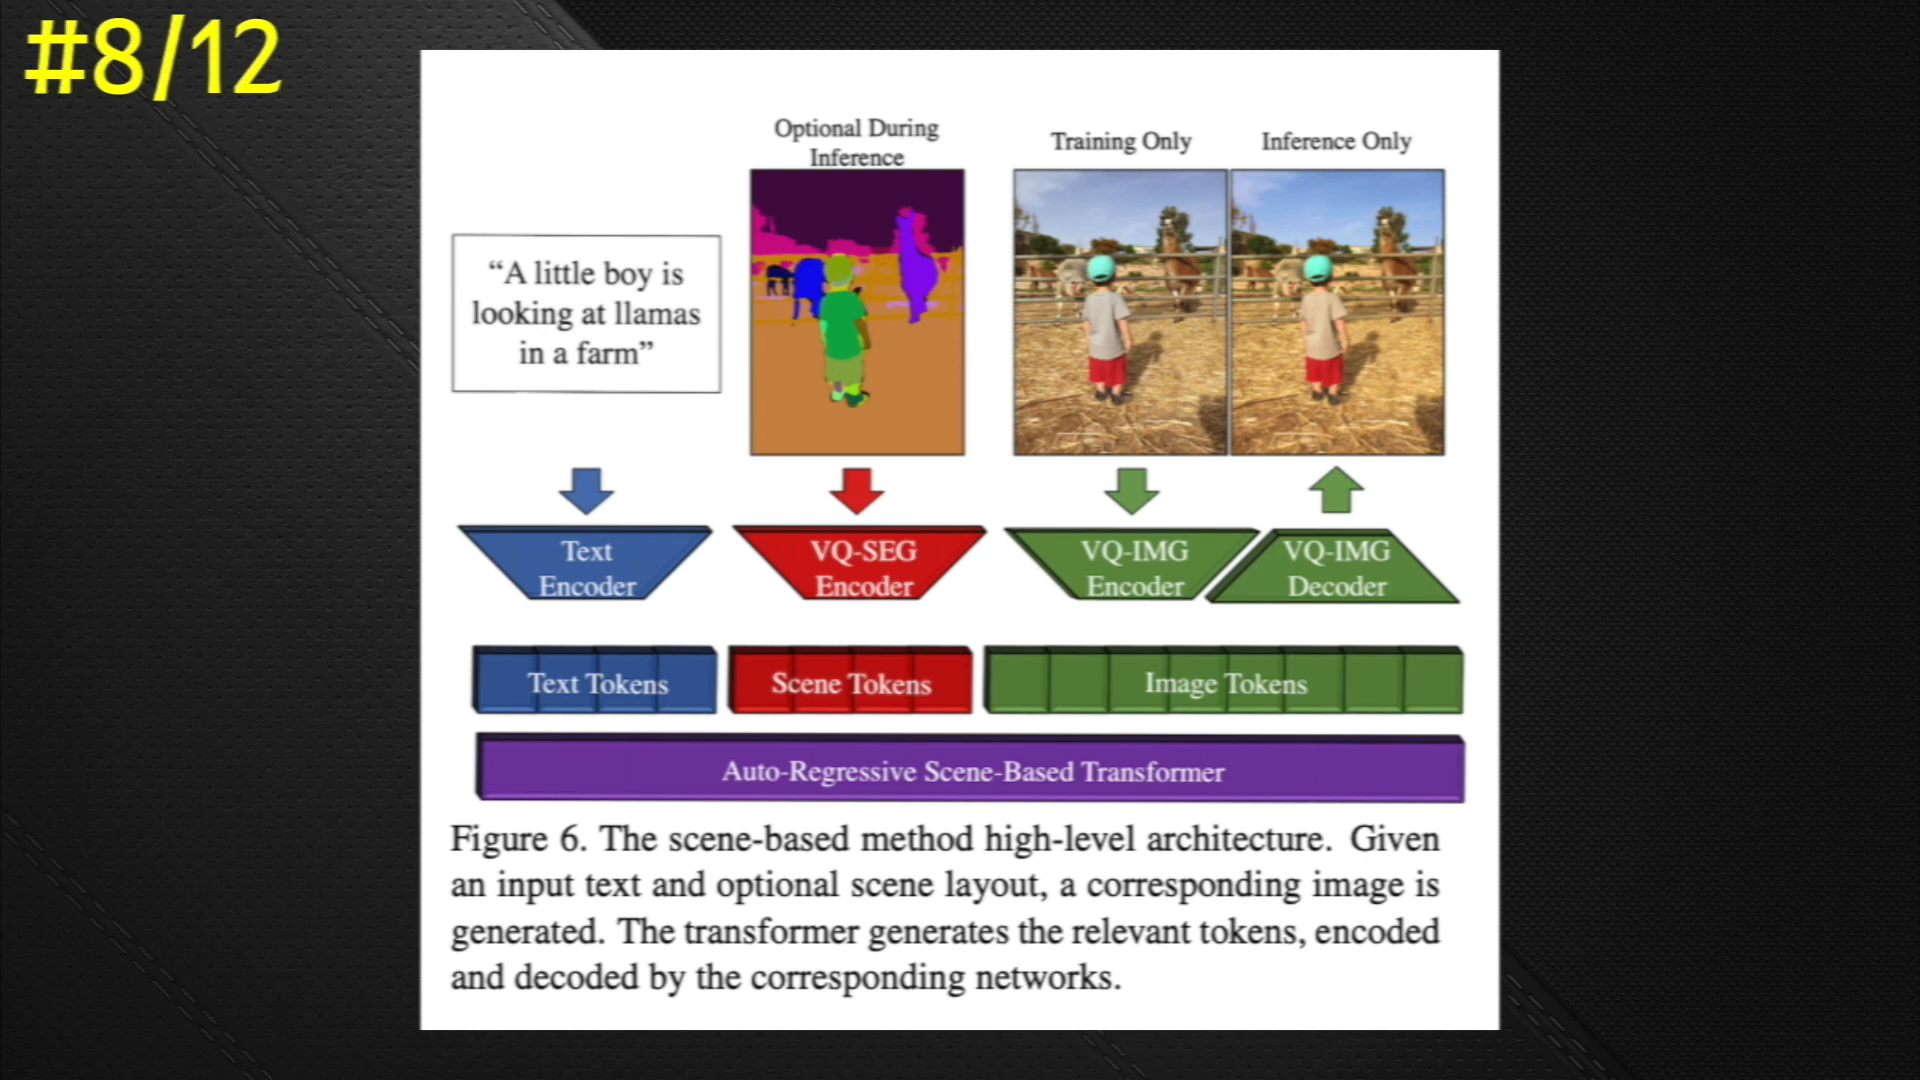 #8/12
Optional During
Inference
Training Only
Inference Only
“A little boy is
looking at llamas
in a farm”
Text
Encoder
VQ-SEG
Encoder
VQ-IMG
Encoder
VQ-IMG
Decoder
Text Tokens
Scene Tokens
Image Tokens
Auto-Regressive Scene-Based Transformer
Figure 6. The scene-based method high-level architecture. Given
an input text and optional scene layout, a corresponding image is
generated. The transformer generates the relevant tokens, encoded
and decoded by the corresponding networks.